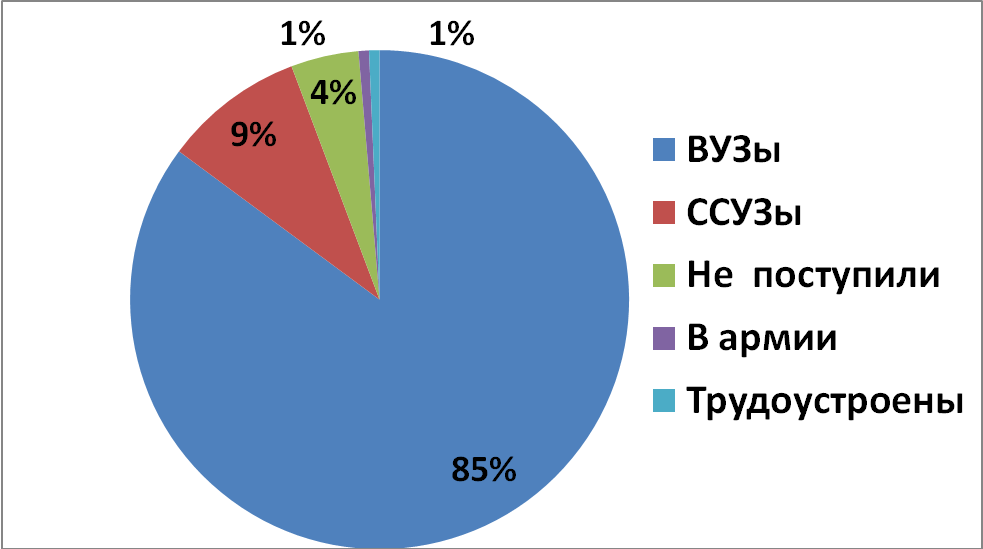 1% 1%
4%
9%
85%
ВУЗы
ССУЗы
Не поступили
В армии
Трудоустроены